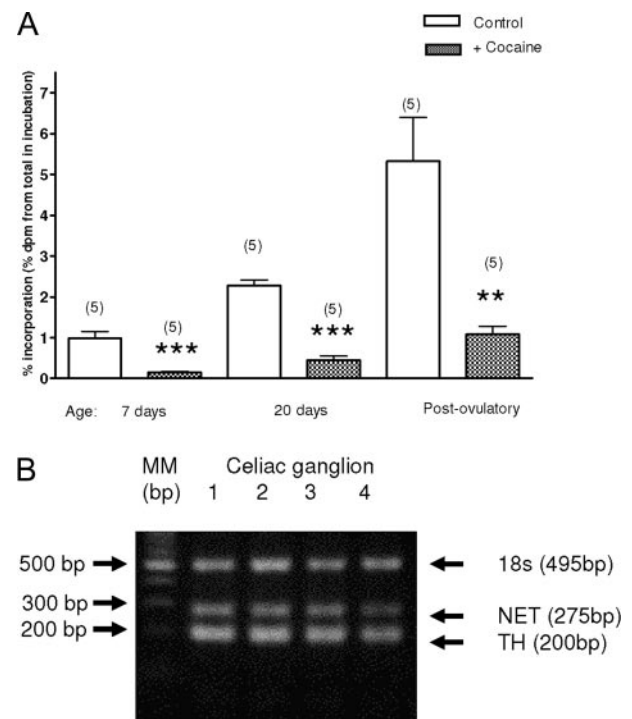 A
Control
+ Cocaine
% incorporation (% dpm from total in incubation)
7
6
5
4
3
2
1
0
(5)
(5)
***
(5)
(5)
***
(5)
(5)
**
Age: 7 days 20 days Post-ovulatory
B
MM Celiac ganglion
(bp) 1 2 3 4
500 bp 18s (495bp)
300 bp NET (275bp)
200 bp TH (200bp)